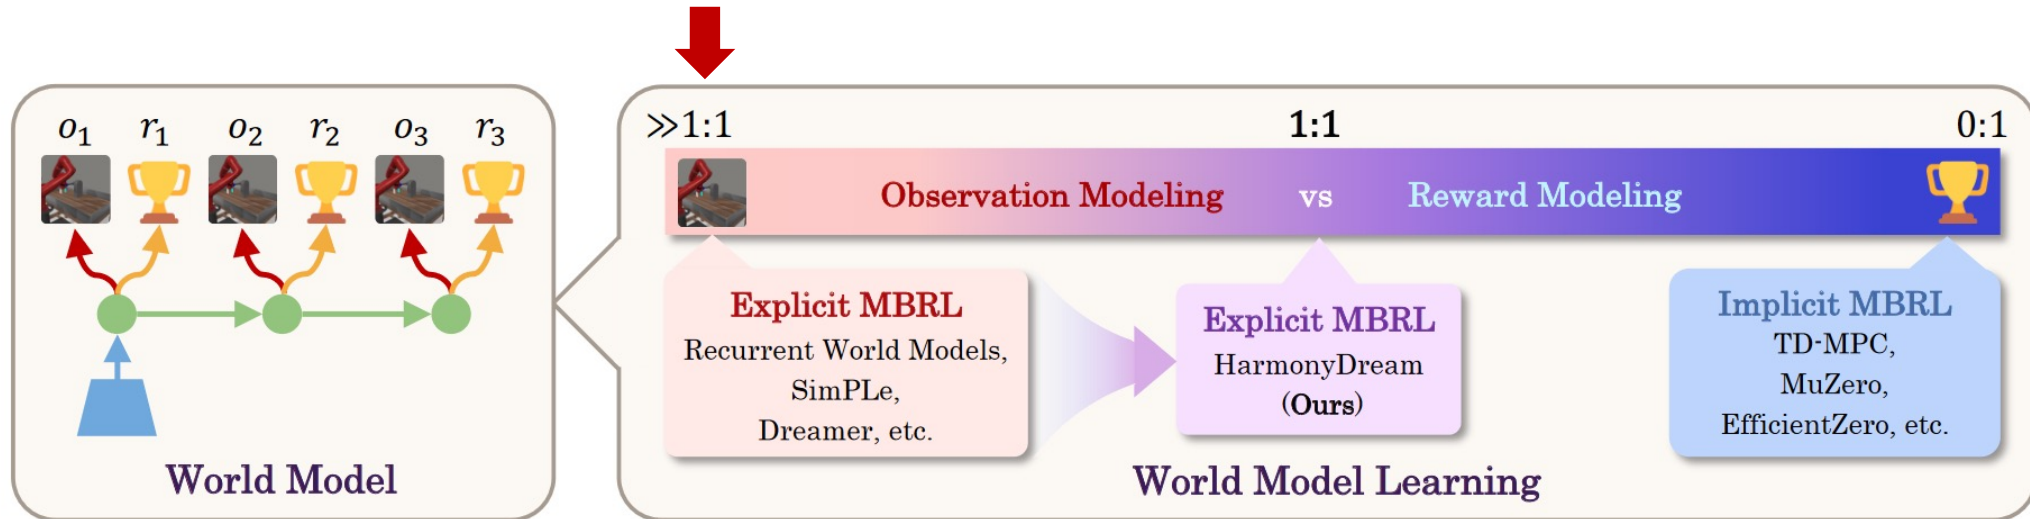 o₁ r₁ o₂ r₂ o₃ r₃
World Model
≫1:1 1:1 0:1
Observation Modeling vs Reward Modeling
Explicit MBRL
Recurrent World Models,
SimPLe,
Dreamer, etc.
Explicit MBRL
HarmonyDream
(Ours)
Implicit MBRL
TD-MPC,
MuZero,
EfficientZero, etc.
World Model Learning